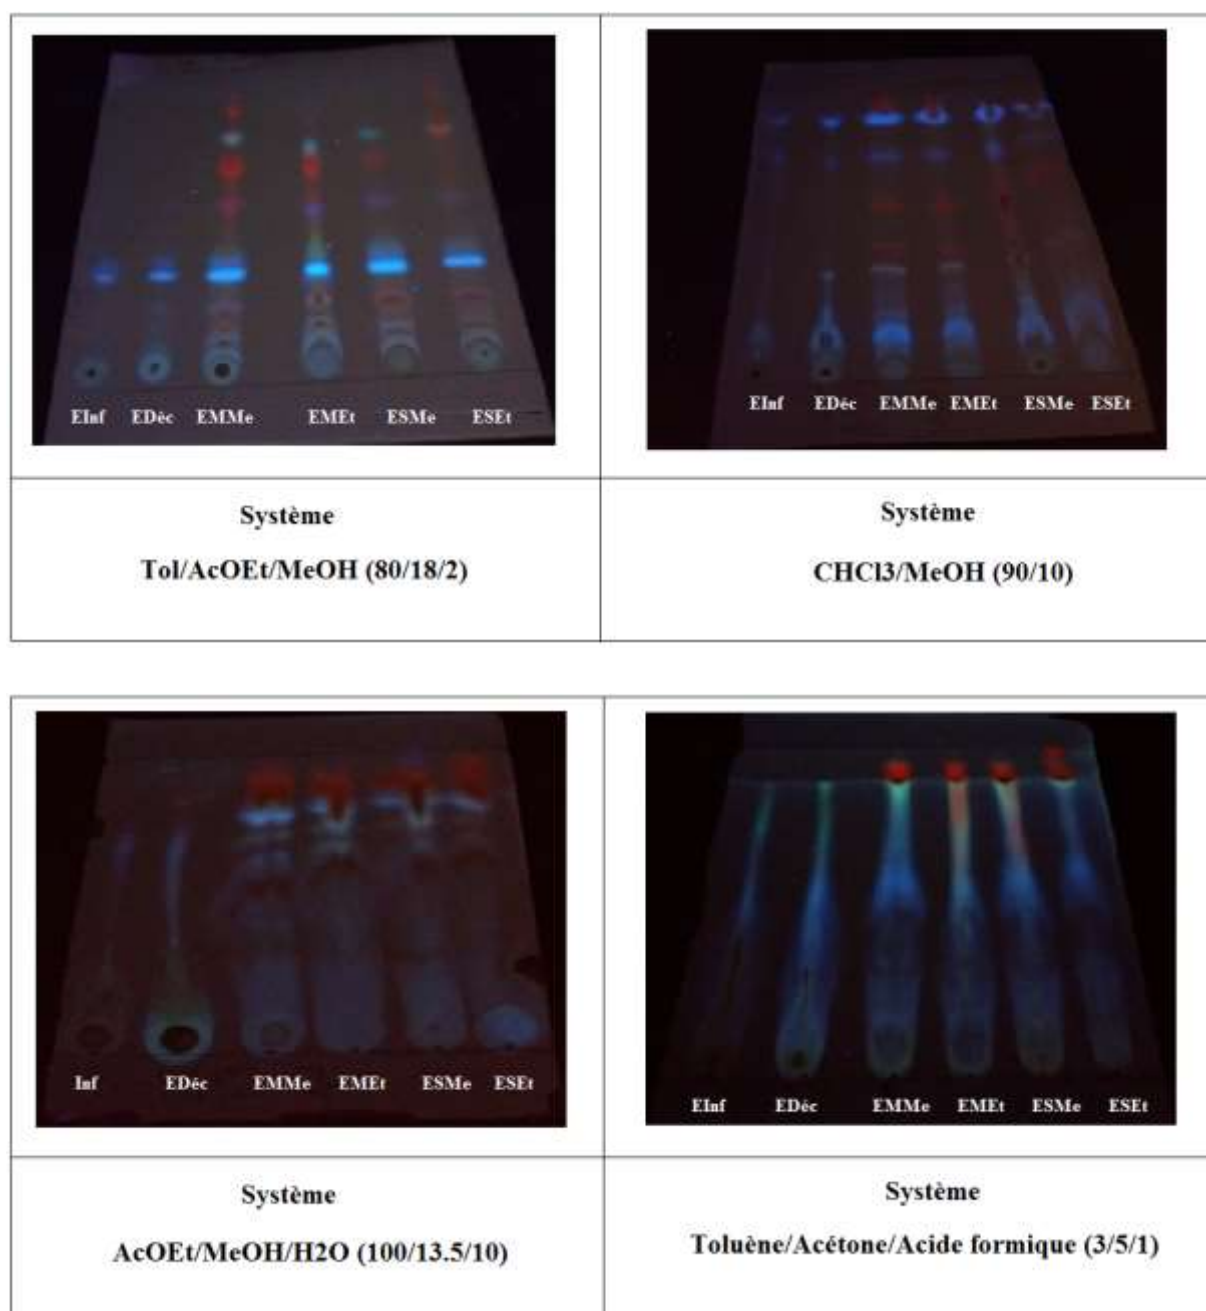 EInf EDéc EMMe EMEt ESMe ESEt
EInf EDéc EMMe EMEt ESMe ESEt
Système
Tol/AcOEt/MeOH (80/18/2)
Système
CHCl3/MeOH (90/10)
Inf EDéc EMMe EMEt ESMe ESEt
EInf EDéc EMMe EMEt ESMe ESEt
Système
AcOEt/MeOH/H2O (100/13.5/10)
Système
Toluène/Acétone/Acide formique (3/5/1)